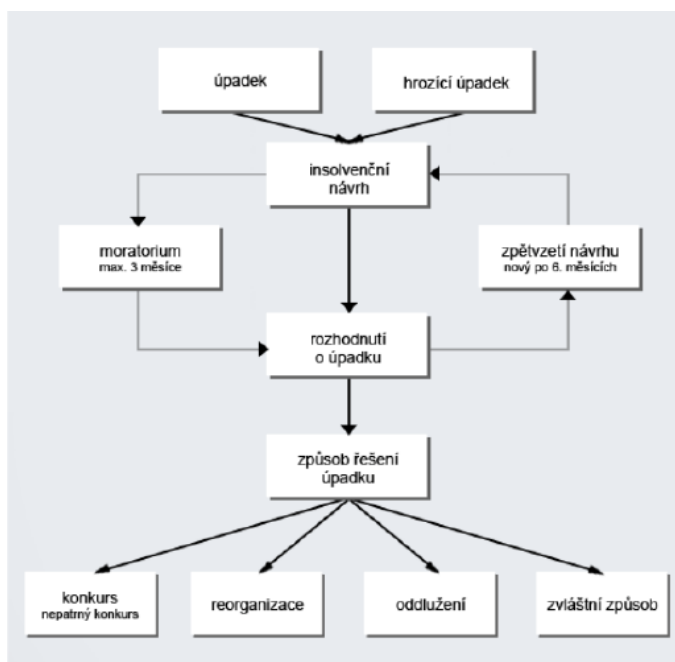 úpadek
hrozící úpadek
insolvenční
návrh
moratorium
max. 3 měsíce
zpětvzetí návrhu
nový po 6. měsících
rozhodnutí
o úpadku
způsob řešení
úpadku
konkurs
nepatrný konkurs
reorganizace
oddlužení
zvláštní způsob